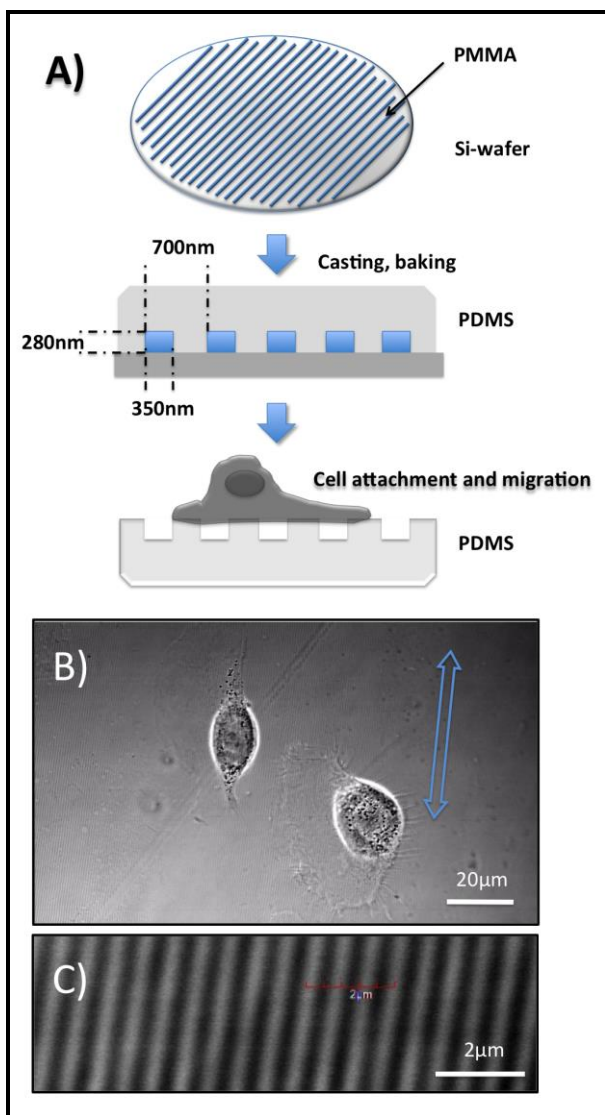 A)
PMMA
Si-wafer
700nm
Casting, baking
PDMS
280nm
350nm
Cell attachment and migration
PDMS
B)
20μm
C)
2μm
2μm